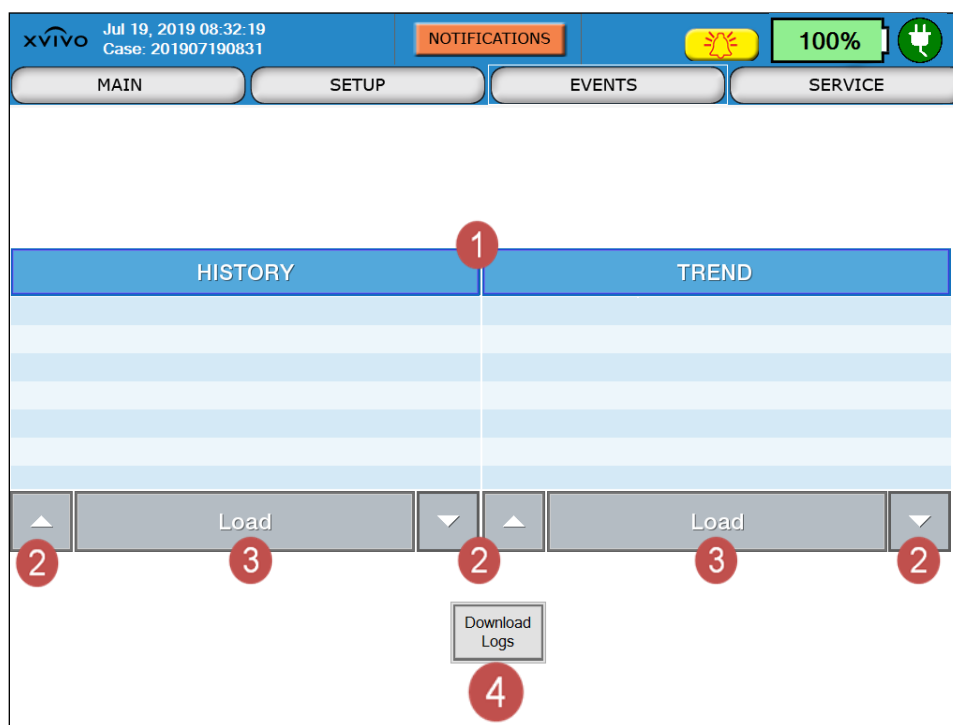 xvivo
Jul 19, 2019 08:32:19
Case: 201907190831
NOTIFICATIONS
100%
MAIN
SETUP
EVENTS
SERVICE
1
HISTORY
TREND
Load
Load
2
3
2
3
2
Download
Logs
4